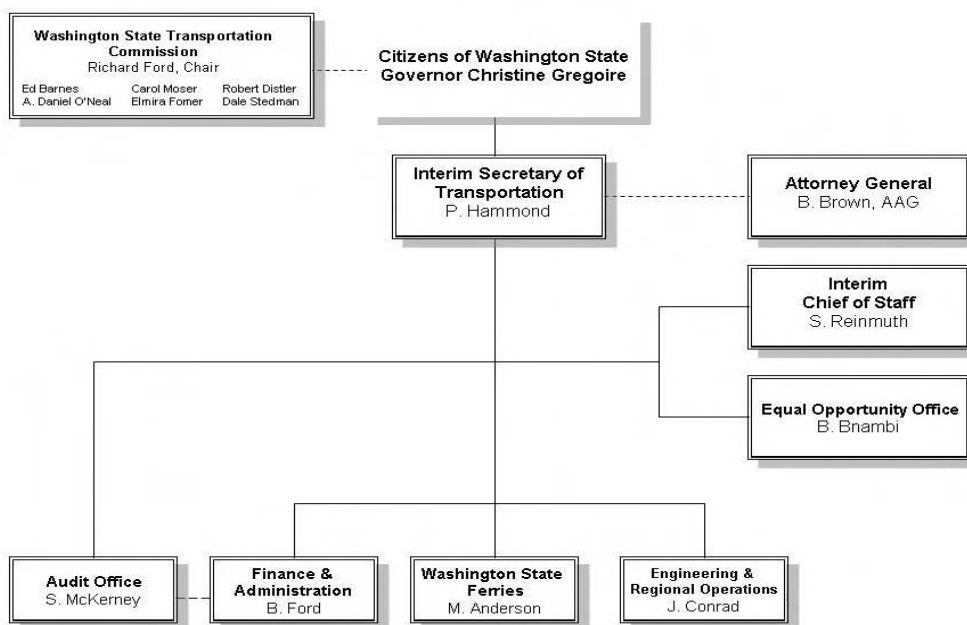 Washington State Transportation
Commission
Richard Ford, Chair
Ed Barnes Carol Moser Robert Distler
A. Daniel O'Neal Elmira Forner Dale Stedman
Citizens of Washington State
Governor Christine Gregoire
Interim Secretary of
Transportation
P. Hammond
Attorney General
B. Brown, AAG
Interim
Chief of Staff
S. Reinmuth
Equal Opportunity Office
B. Bnambi
Audit Office
S. McKerney
Finance &
Administration
B. Ford
Washington State
Ferries
M. Anderson
Engineering &
Regional Operations
J. Conrad